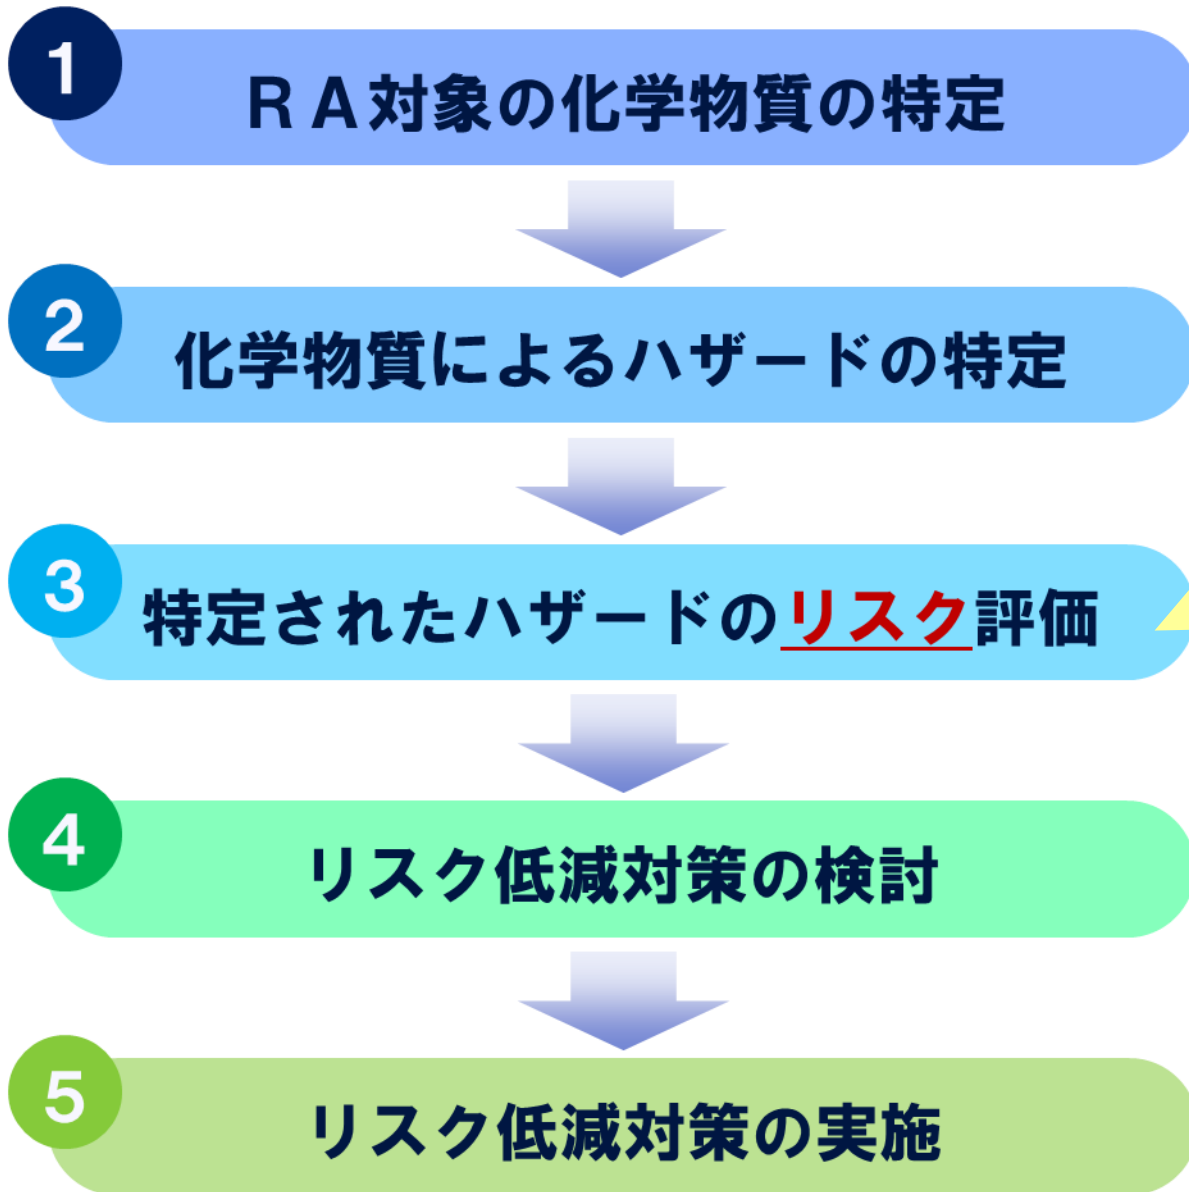 1
ＲＡ対象の化学物質の特定
2
化学物質によるハザードの特定
3
特定されたハザードのリスク評価
4
リスク低減対策の検討
5
リスク低減対策の実施